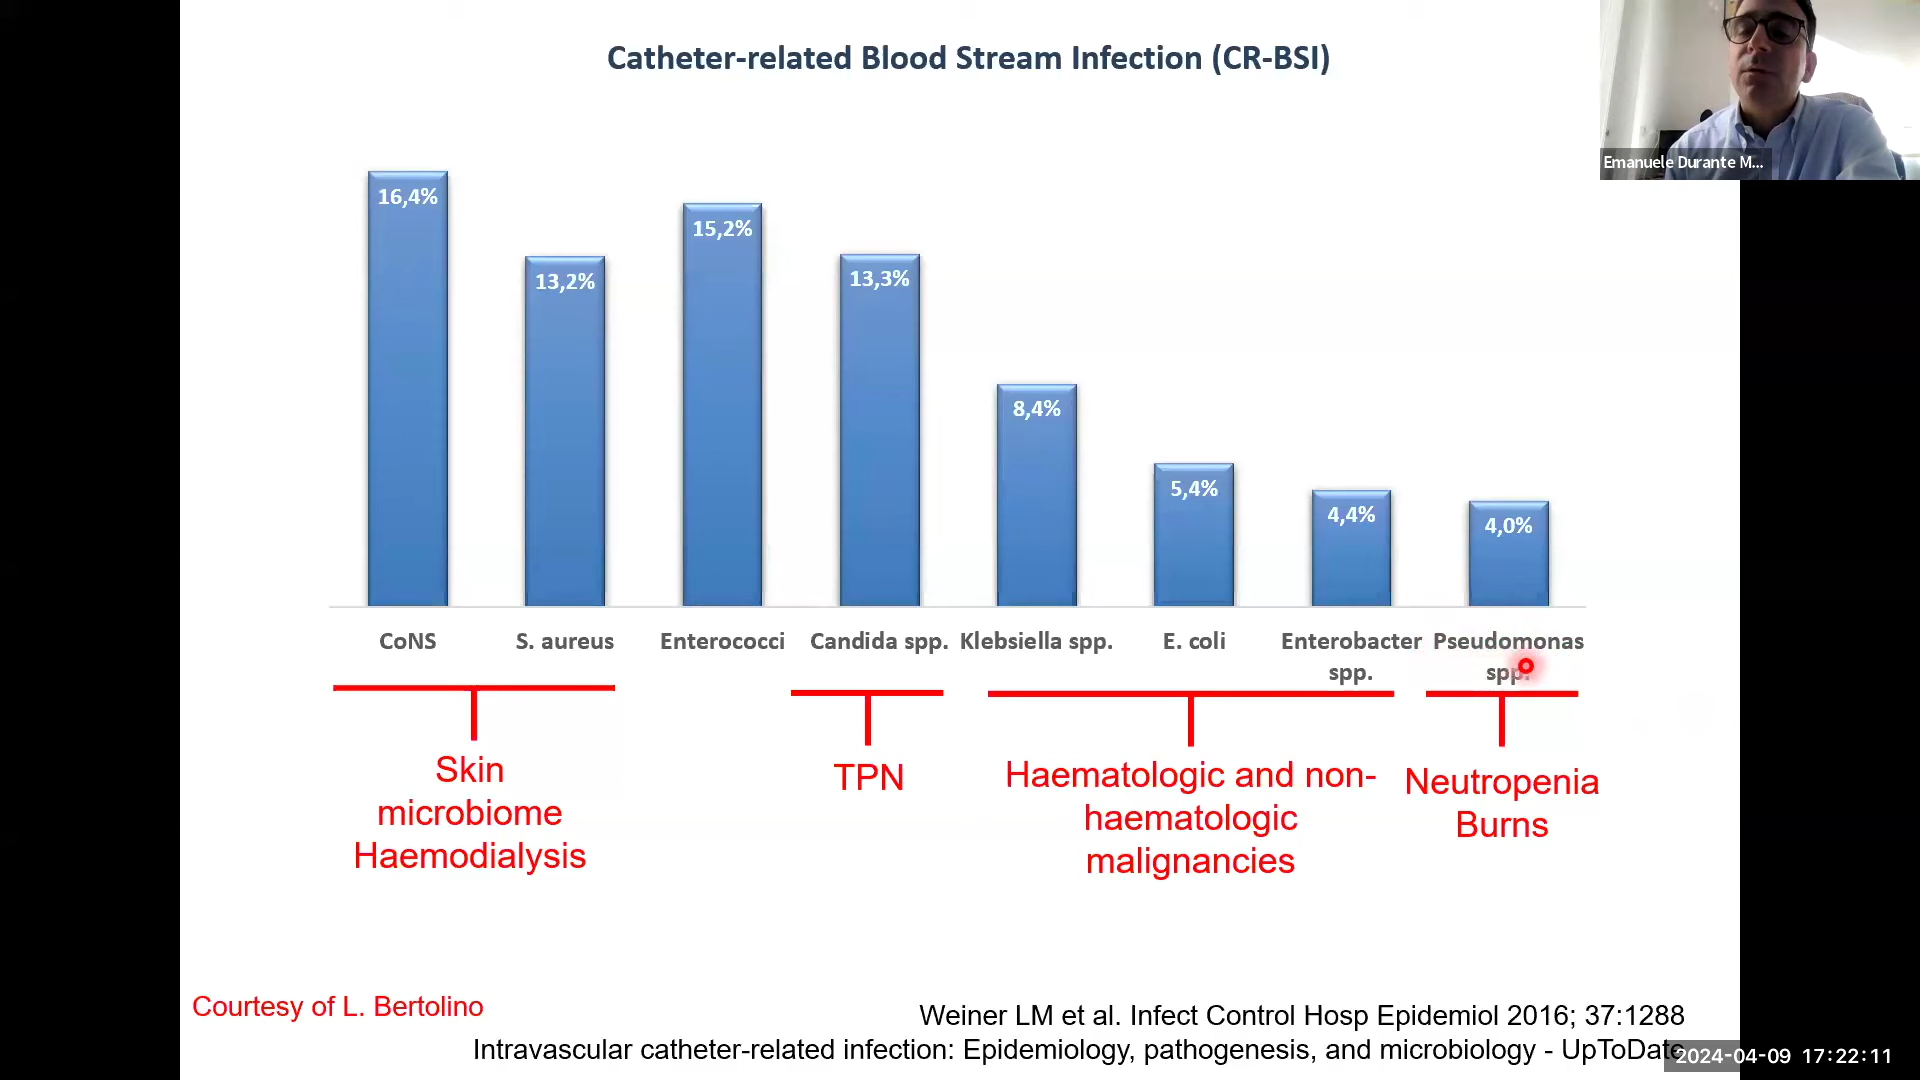 Catheter-related Blood Stream Infection (CR-BSI)
Emanuele Durante M...
16,4%
13,2%
15,2%
13,3%
8,4%
5,4%
4,4%
4,0%
CoNS
S. aureus
Enterococci
Candida spp.
Klebsiella spp.
E. coli
Enterobacter
spp.
Pseudomonas
spp.
Skin
microbiome
Haemodialysis
TPN
Haematologic and non-
haematologic
malignancies
Neutropenia
Burns
Courtesy of L. Bertolino
Weiner LM et al. Infect Control Hosp Epidemiol 2016; 37:1288
Intravascular catheter-related infection: Epidemiology, pathogenesis, and microbiology - UpToDate
2024-04-09 17:22:11